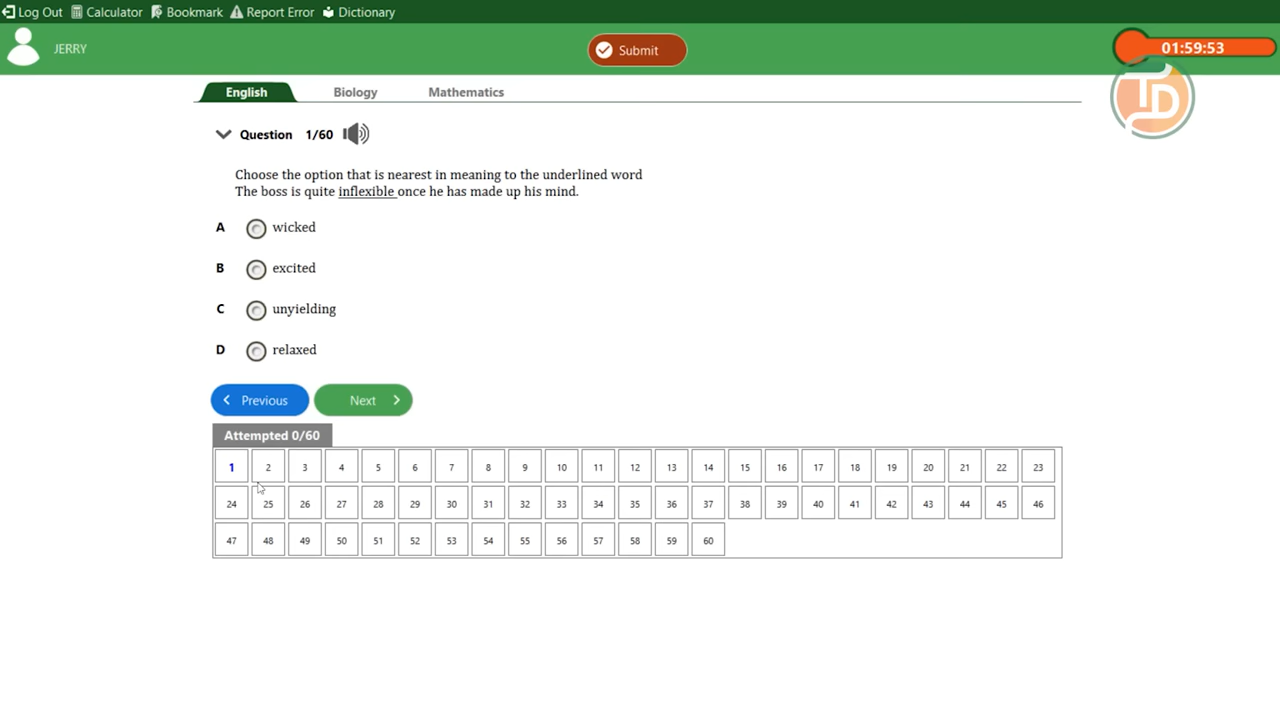 Log Out Calculator Bookmark Report Error Dictionary
JERRY Submit 01:59:53
TD
English Biology Mathematics
Question 1/60
Choose the option that is nearest in meaning to the underlined word
The boss is quite inflexible once he has made up his mind.
A wicked
B excited
C unyielding
D relaxed
Previous Next
Attempted 0/60
1 2 3 4 5 6 7 8 9 10 11 12 13 14 15 16 17 18 19 20 21 22 23
24 25 26 27 28 29 30 31 32 33 34 35 36 37 38 39 40 41 42 43 44 45 46
47 48 49 50 51 52 53 54 55 56 57 58 59 60